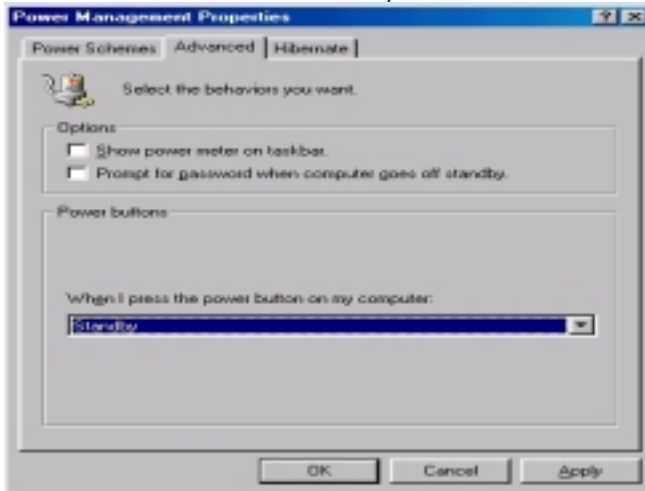 Power Management Properties
Power Schemes Advanced Hibernate
Select the behaviors you want.
Options
Show power meter on taskbar.
Prompt for password when computer goes off standby.
Power buttons
When I press the power button on my computer:
Standby
OK Cancel Apply